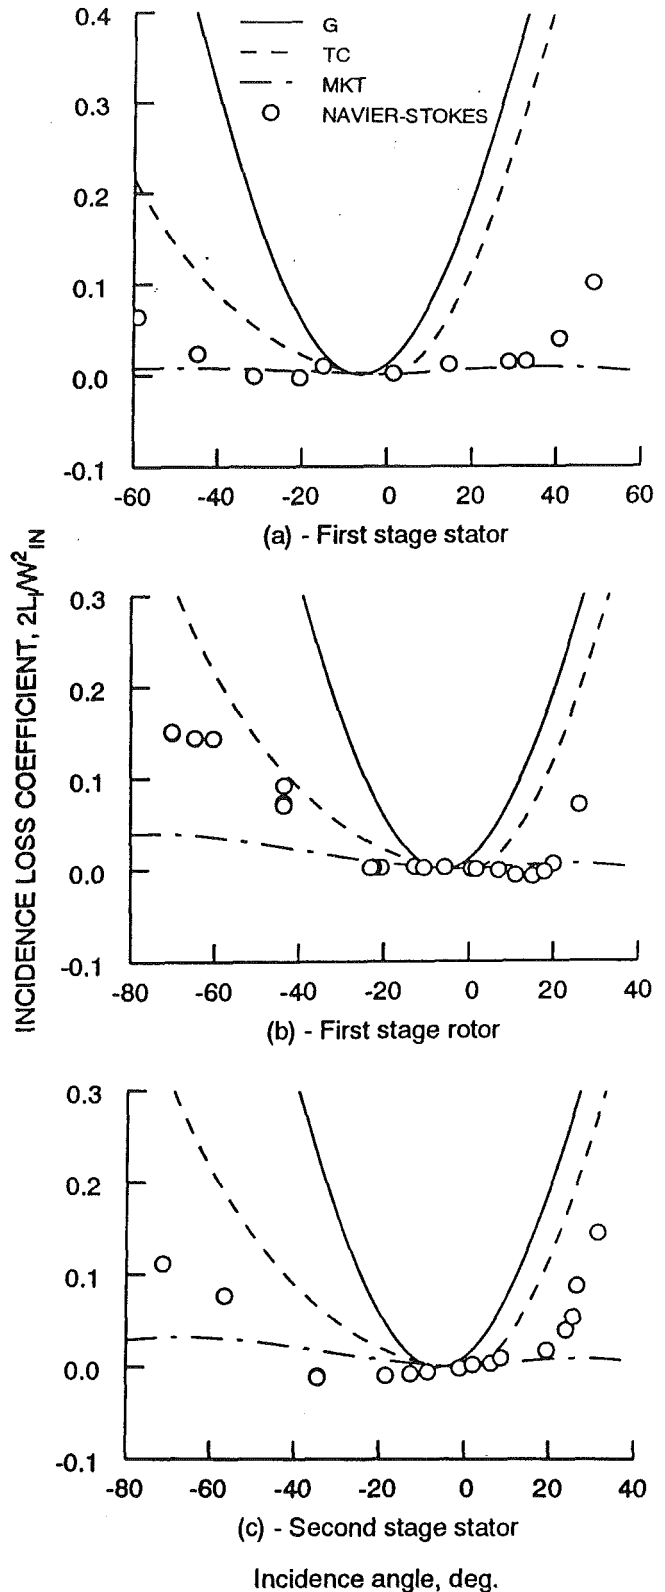 0.4
G
TC
MKT
NAVIER-STOKES
0.3
0.2
0.1
0.0
-0.1
-60 -40 -20 0 20 40 60
(a) - First stage stator
INCIDENCE LOSS COEFFICIENT, 2L_I/W²_IN
0.3
0.2
0.1
0.0
-0.1
-80 -60 -40 -20 0 20 40
(b) - First stage rotor
0.3
0.2
0.1
0.0
-0.1
-80 -60 -40 -20 0 20 40
(c) - Second stage stator
Incidence angle, deg.